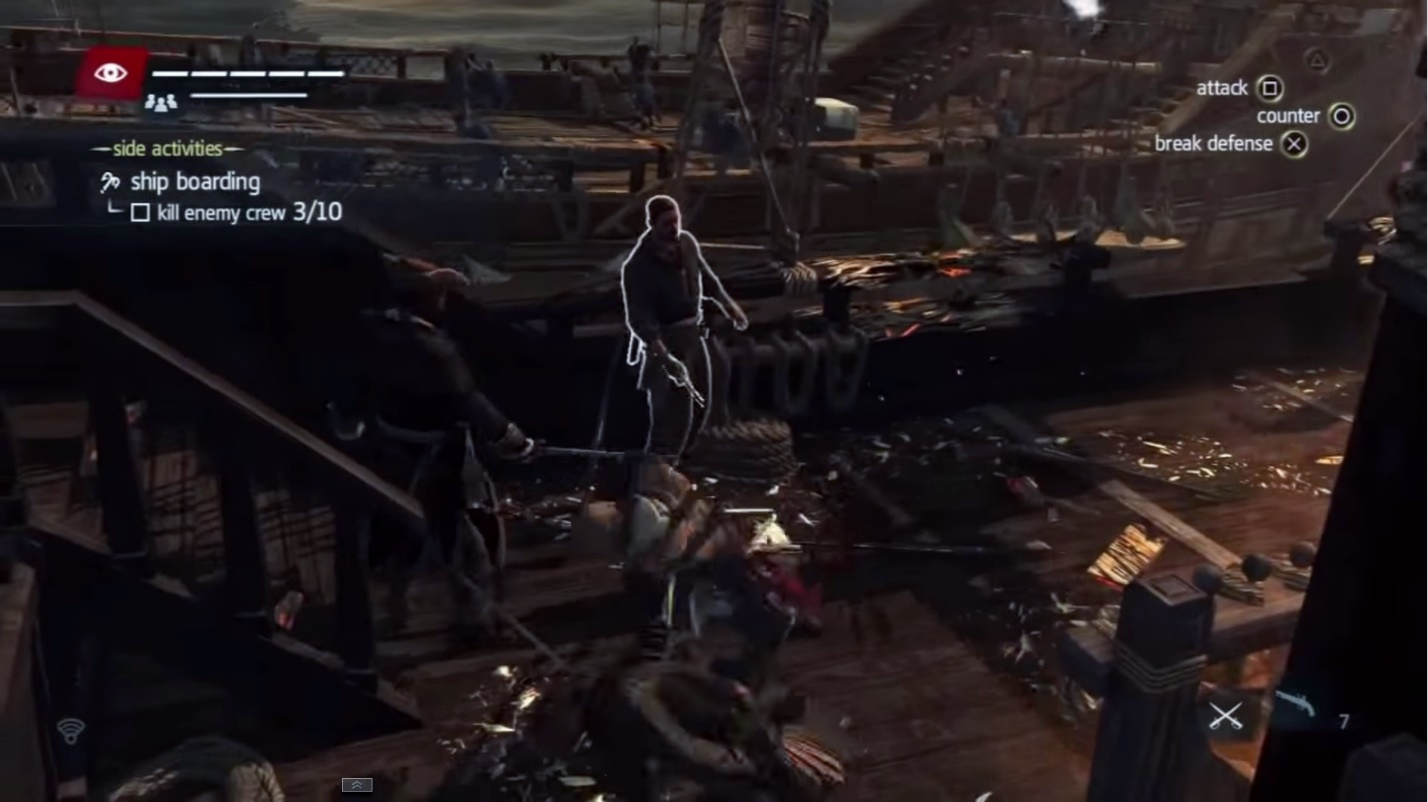 side activities
ship boarding
kill enemy crew 3/10
attack
counter
break defense
7